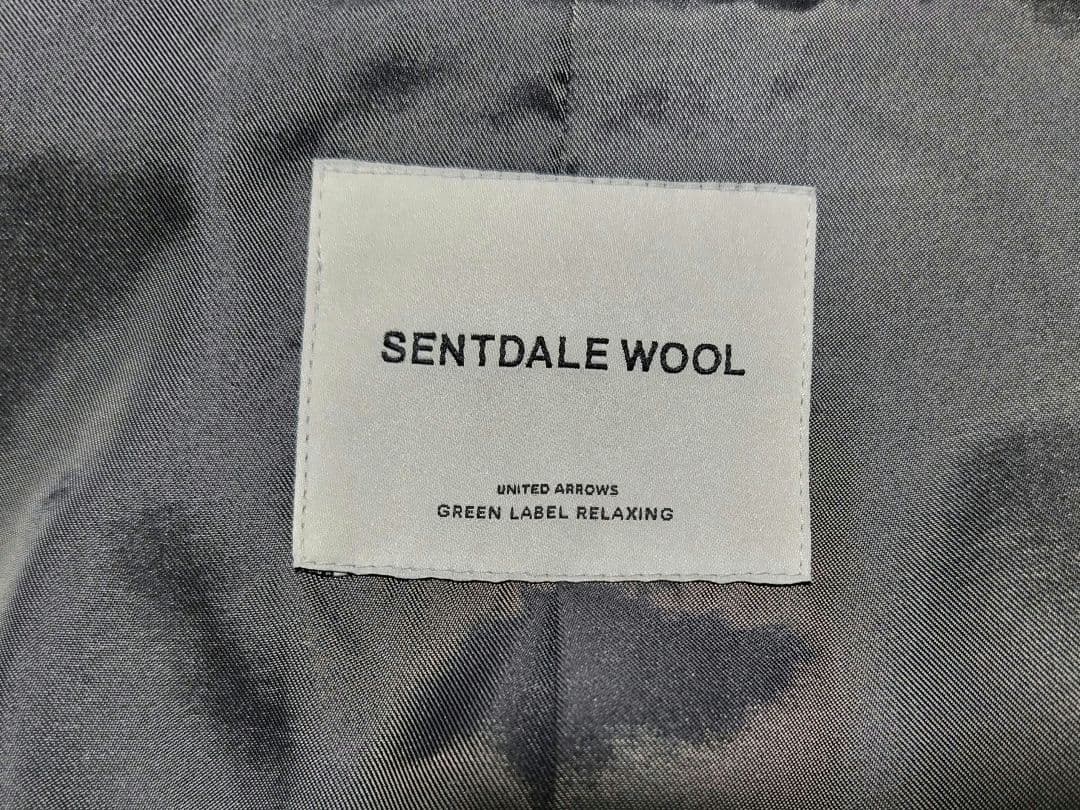 SENTDALE WOOL
UNITED ARROWS
GREEN LABEL RELAXING